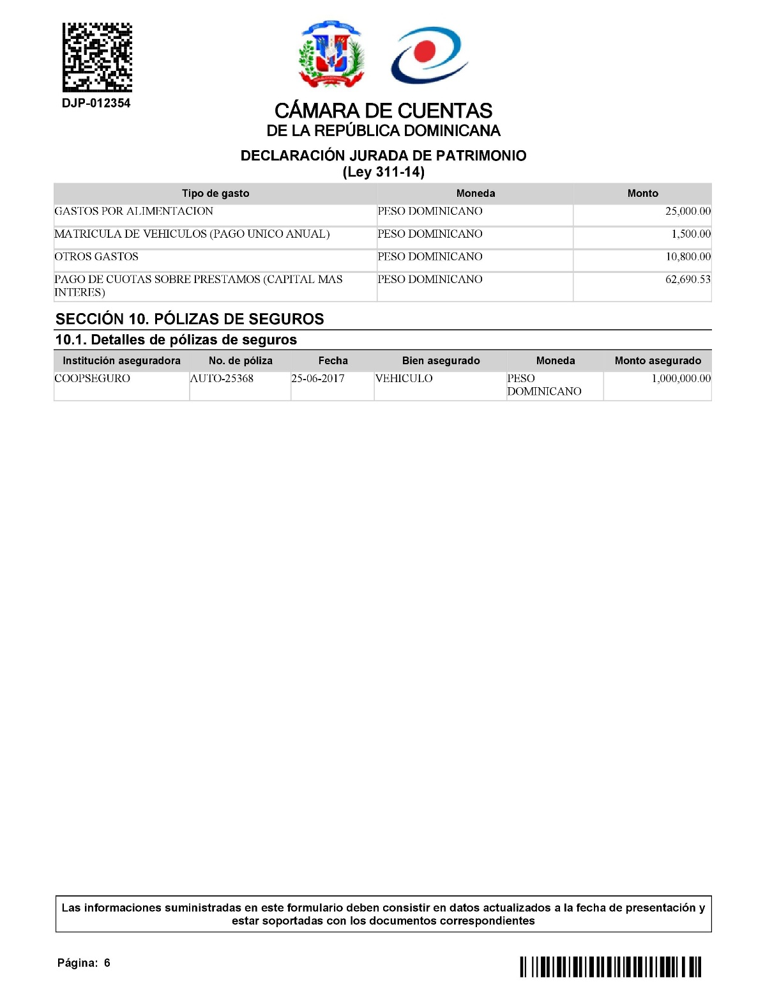 DJP-012354
CÁMARA DE CUENTAS
DE LA REPÚBLICA DOMINICANA
DECLARACIÓN JURADA DE PATRIMONIO
(Ley 311-14)
Tipo de gasto Moneda Monto
GASTOS POR ALIMENTACION PESO DOMINICANO 25,000.00
MATRICULA DE VEHICULOS (PAGO UNICO ANUAL) PESO DOMINICANO 1,500.00
OTROS GASTOS PESO DOMINICANO 10,800.00
PAGO DE CUOTAS SOBRE PRESTAMOS (CAPITAL MAS PESO DOMINICANO 62,690.53
INTERES)
SECCIÓN 10. PÓLIZAS DE SEGUROS
10.1. Detalles de pólizas de seguros
Institución aseguradora No. de póliza Fecha Bien asegurado Moneda Monto asegurado
COOPSEGURO AUTO-25368 25-06-2017 VEHICULO PESO 1,000,000.00
DOMINICANO
Las informaciones suministradas en este formulario deben consistir en datos actualizados a la fecha de presentación y
estar soportadas con los documentos correspondientes
Página: 6